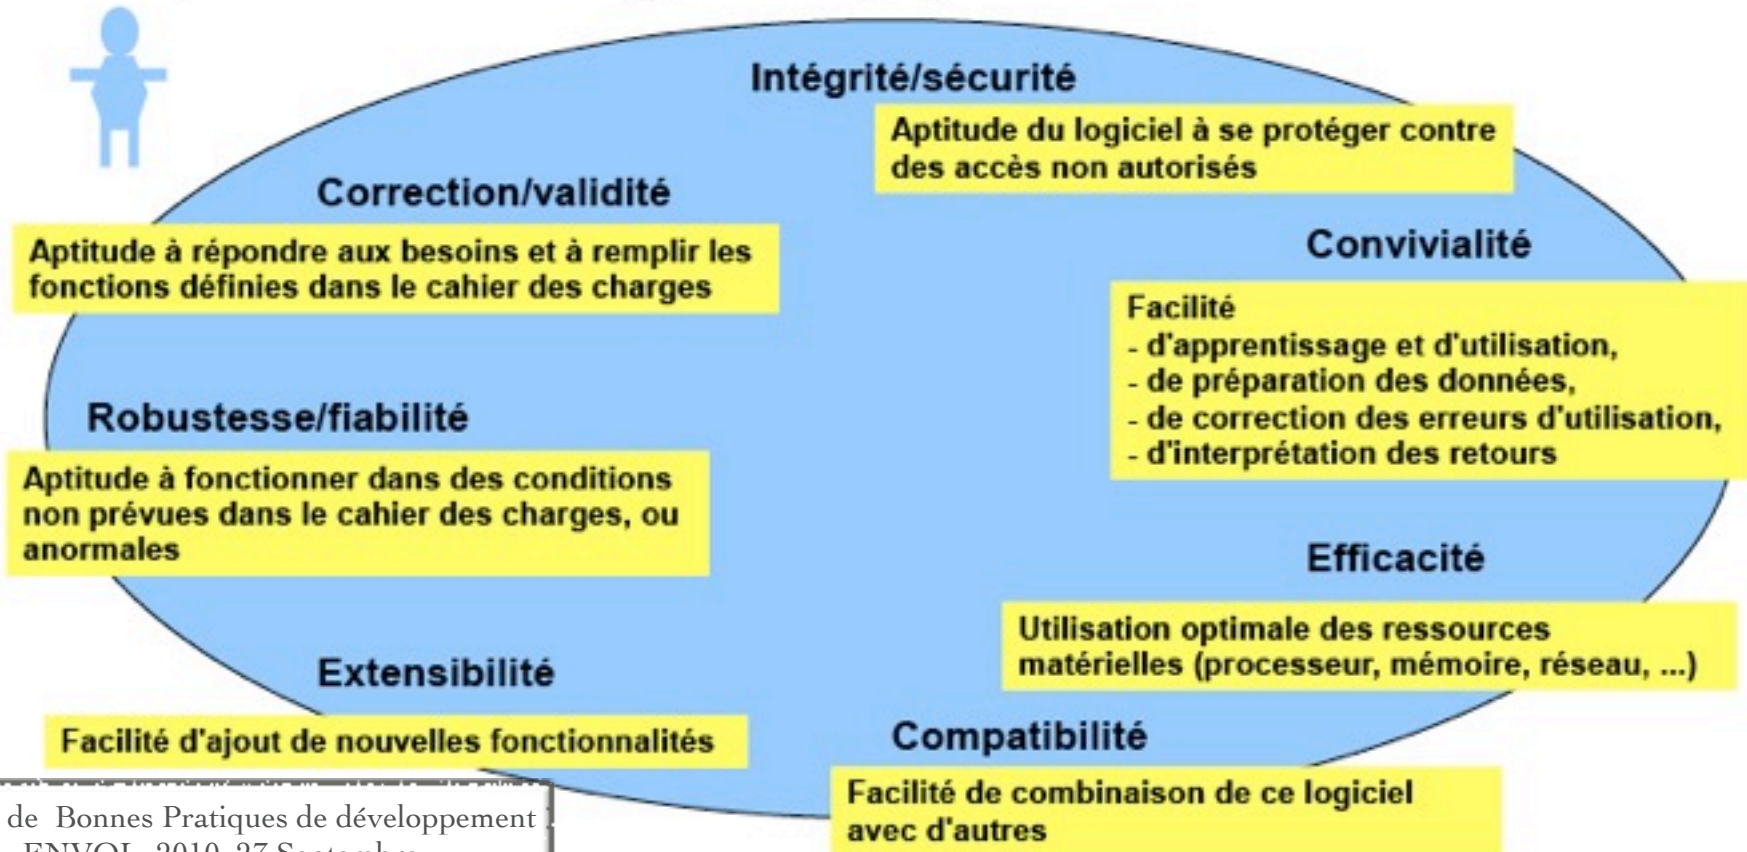 Intégrité/sécurité
Aptitude du logiciel à se protéger contre
des accès non autorisés
Correction/validité
Aptitude à répondre aux besoins et à remplir les
fonctions définies dans le cahier des charges
Convivialité
Facilité
- d'apprentissage et d'utilisation,
- de préparation des données,
- de correction des erreurs d'utilisation,
- d'interprétation des retours
Robustesse/fiabilité
Aptitude à fonctionner dans des conditions
non prévues dans le cahier des charges, ou
anormales
Efficacité
Utilisation optimale des ressources
matérielles (processeur, mémoire, réseau, ...)
Extensibilité
Facilité d'ajout de nouvelles fonctionnalités
Compatibilité
Facilité de combinaison de ce logiciel
avec d'autres
de Bonnes Pratiques de développement
2010, 27 Septembre